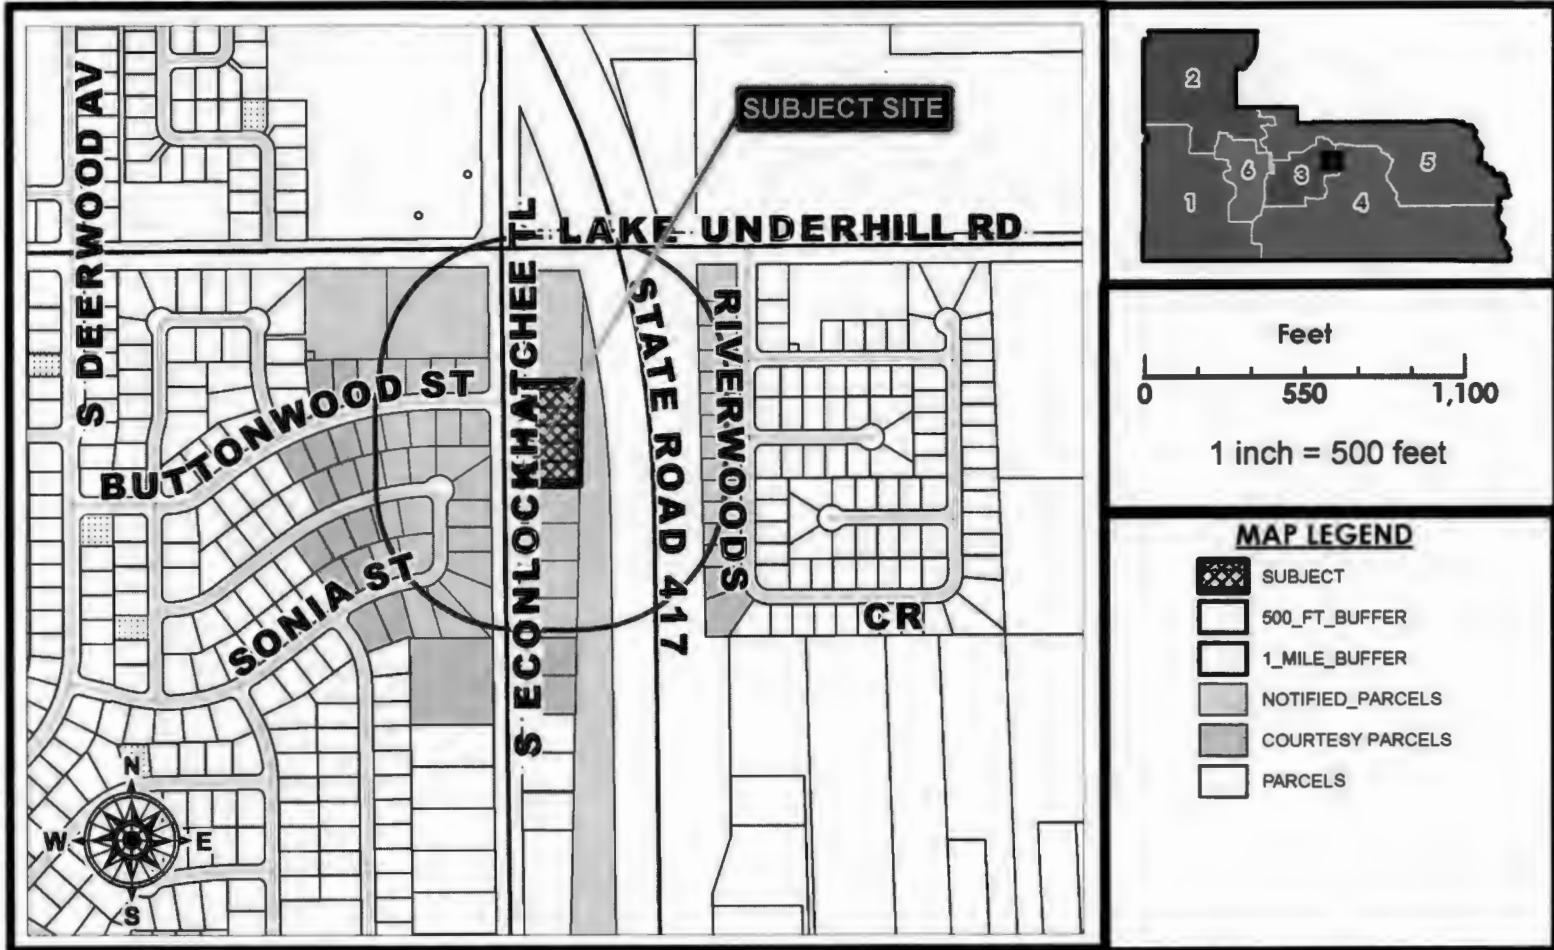 SUBJECT SITE
S DEERWOOD AV
LAKE UNDERHILL RD
S ECONLOCKHATCHEE TL
STATE ROAD 417
RIVERWOODS
CR
BUTTONWOOD ST
SONIA ST
N
W
E
S
2
1
6
3
4
5
Feet
0 550 1,100
1 inch = 500 feet
MAP LEGEND
SUBJECT
500_FT_BUFFER
1_MILE_BUFFER
NOTIFIED_PARCELS
COURTESY PARCELS
PARCELS